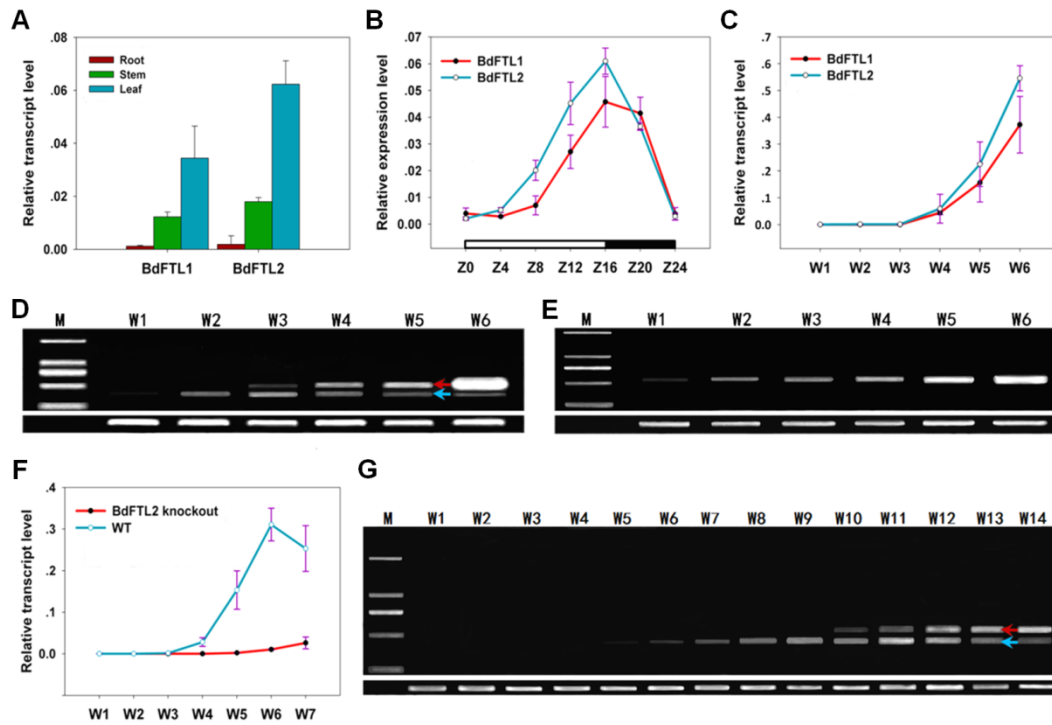 A
Relative transcript level
.08
.06
.04
.02
0.00
Root
Stem
Leaf
BdFTL1 BdFTL2
B
Relative expression level
.07
.06
.05
.04
.03
.02
.01
0.00
BdFTL1
BdFTL2
Z0 Z4 Z8 Z12 Z16 Z20 Z24
C
Relative transcript level
.7
.6
.5
.4
.3
.2
.1
0.0
BdFTL1
BdFTL2
W1 W2 W3 W4 W5 W6
D
M W1 W2 W3 W4 W5 W6
E
M W1 W2 W3 W4 W5 W6
F
Relative transcript level
.4
.3
.2
.1
0.0
BdFTL2 knockout
WT
W1 W2 W3 W4 W5 W6 W7
G
M W1 W2 W3 W4 W5 W6 W7 W8 W9 W10 W11 W12 W13 W14